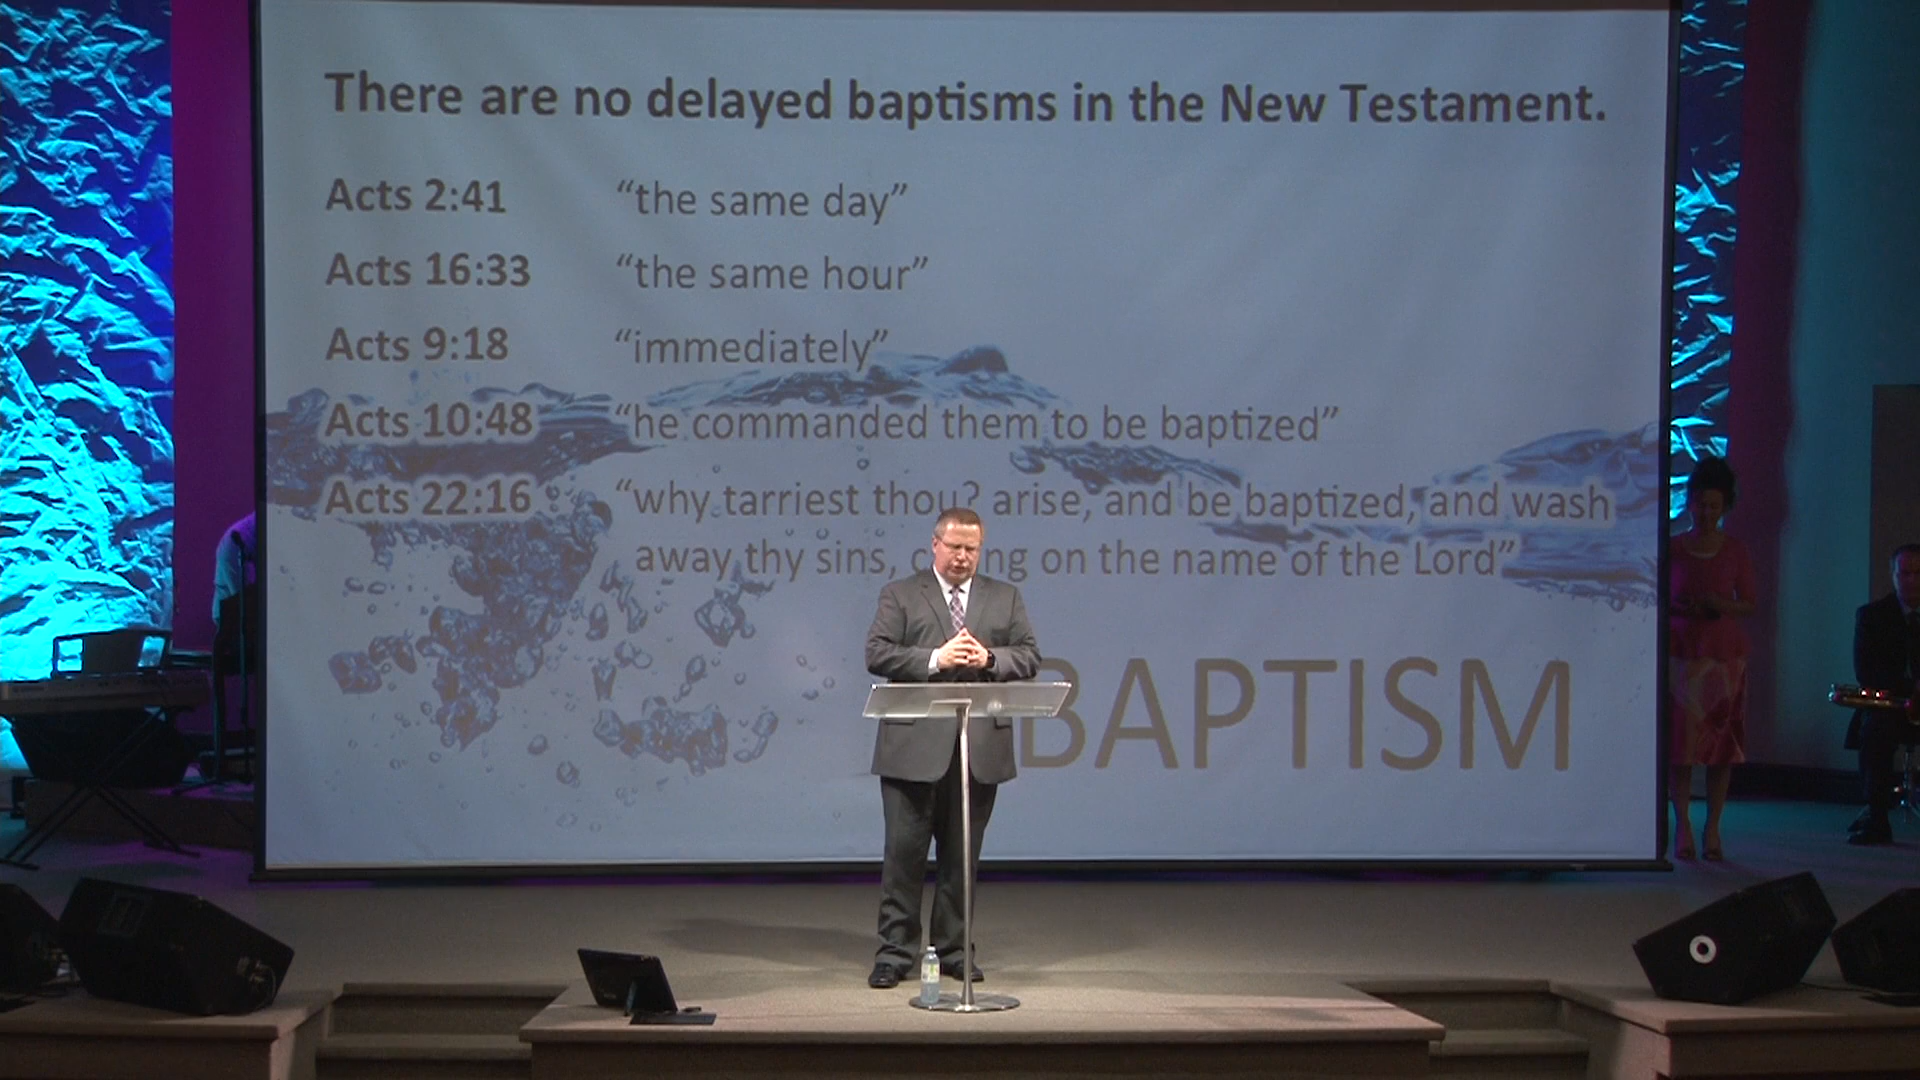 There are no delayed baptisms in the New Testament.
Acts 2:41 “the same day”
Acts 16:33 “the same hour”
Acts 9:18 “immediately”
Acts 10:48 “he commanded them to be baptized”
Acts 22:16 “why tarriest thou? arise, and be baptized, and wash
away thy sins, on the name of the Lord”
BAPTISM